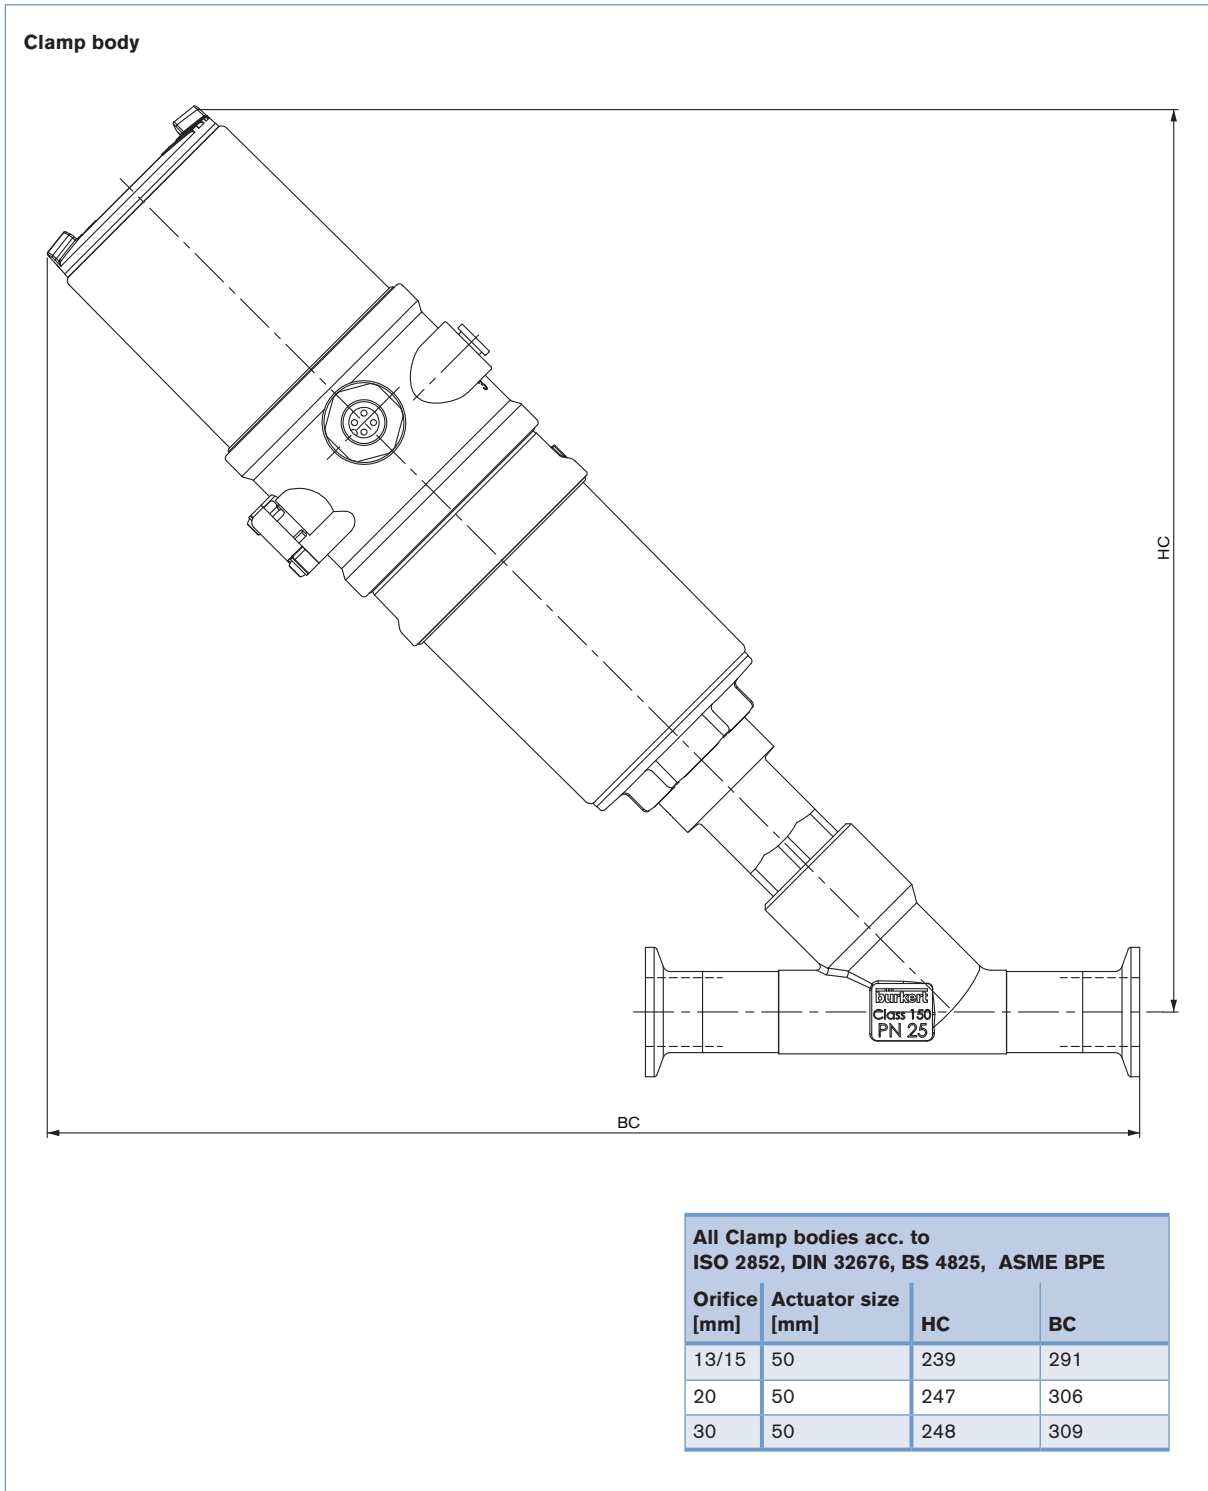 Clamp body
HC
bürkert
Class 150
PN 25
BC
All Clamp bodies acc. to
ISO 2852, DIN 32676, BS 4825, ASME BPE
Orifice [mm] Actuator size [mm] HC BC
13/15 50 239 291
20 50 247 306
30 50 248 309